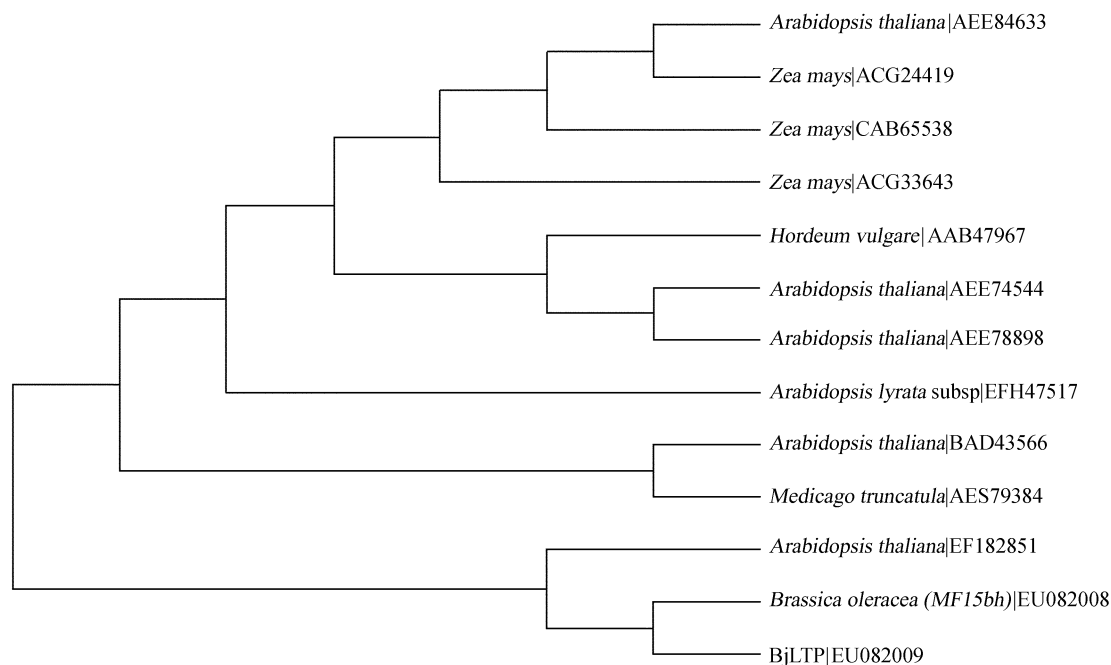 Arabidopsis thaliana|AEE84633
Zea mays|ACG24419
Zea mays|CAB65538
Zea mays|ACG33643
Hordeum vulgare|AAB47967
Arabidopsis thaliana|AEE74544
Arabidopsis thaliana|AEE78898
Arabidopsis lyrata subsp|EFH47517
Arabidopsis thaliana|BAD43566
Medicago truncatula|AES79384
Arabidopsis thaliana|EF182851
Brassica oleracea (MF15bh)|EU082008
BjLTP|EU082009